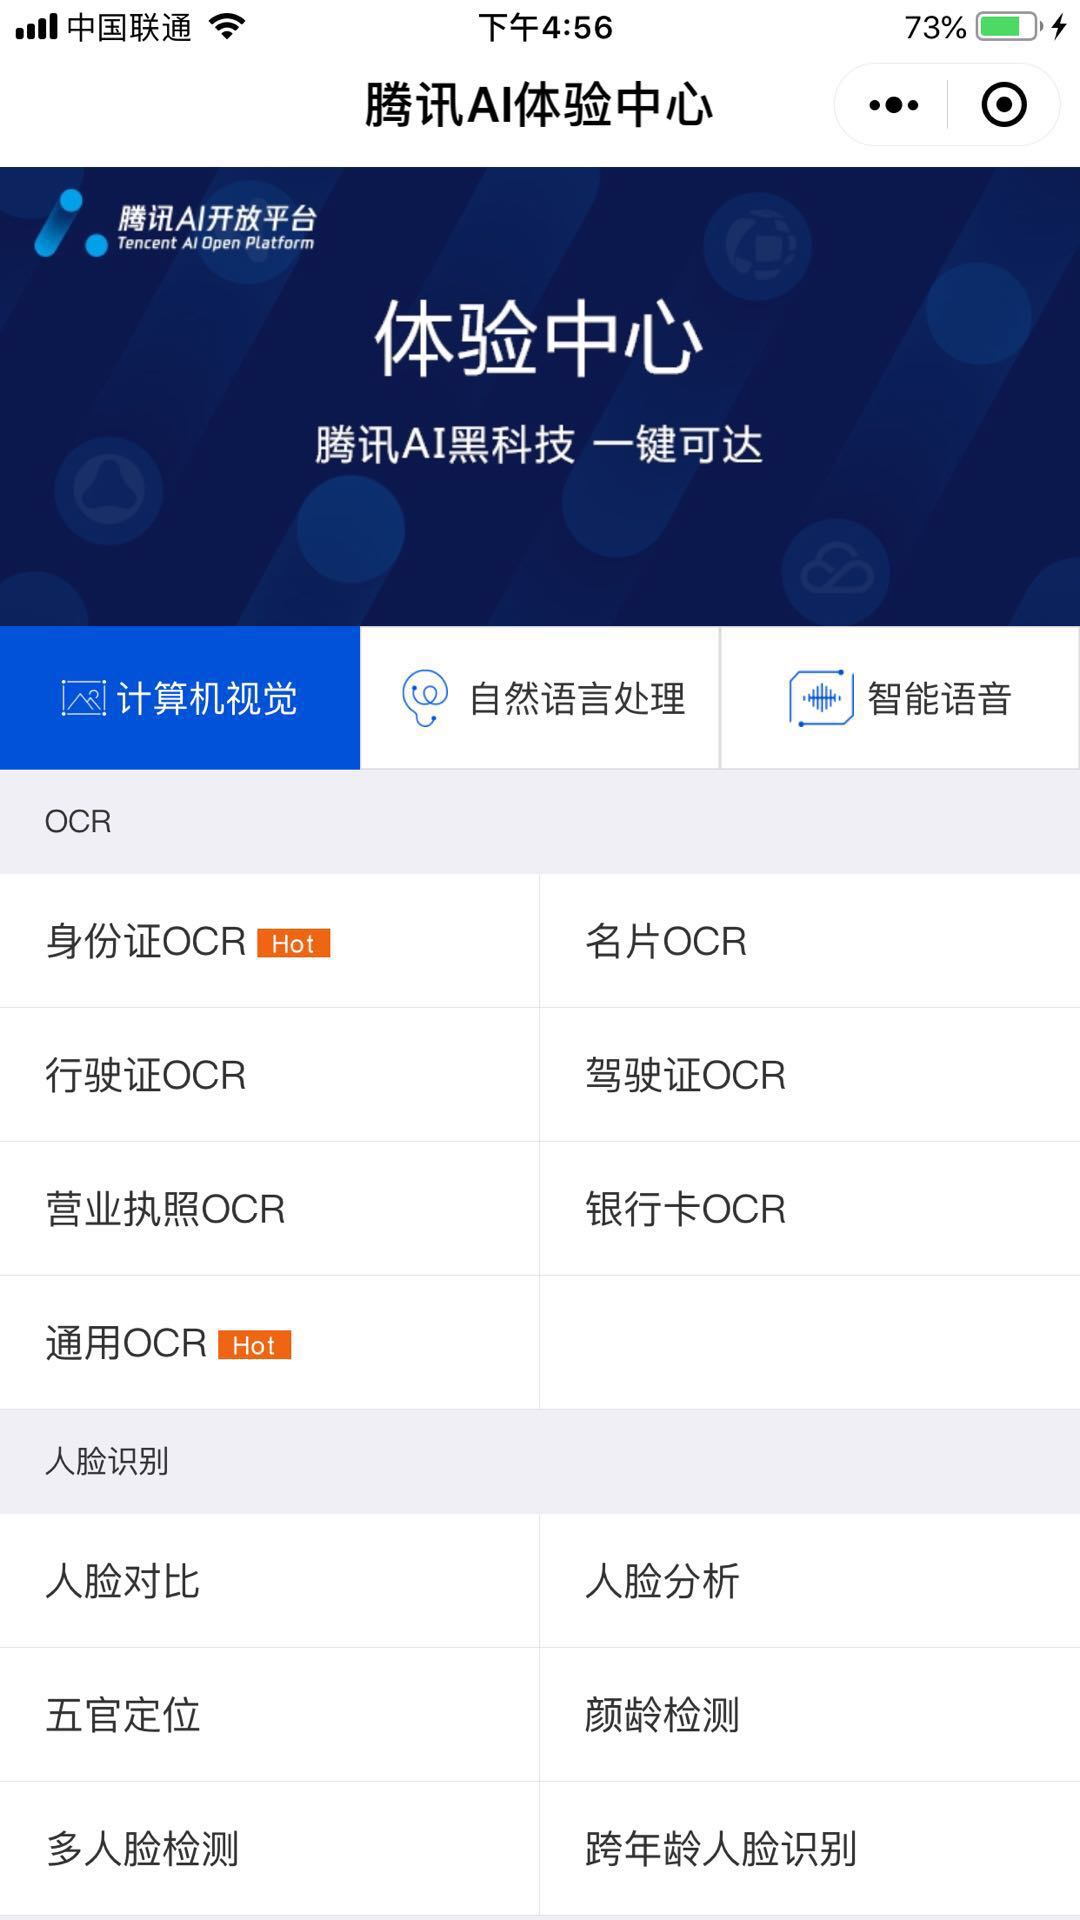 中国联通
下午4:56
73%
腾讯AI体验中心
腾讯AI开放平台
Tencent AI Open Platform
体验中心
腾讯AI黑科技 一键可达
计算机视觉
自然语言处理
智能语音
OCR
身份证OCR Hot
名片OCR
行驶证OCR
驾驶证OCR
营业执照OCR
银行卡OCR
通用OCR Hot
人脸识别
人脸对比
人脸分析
五官定位
颜龄检测
多人脸检测
跨年龄人脸识别